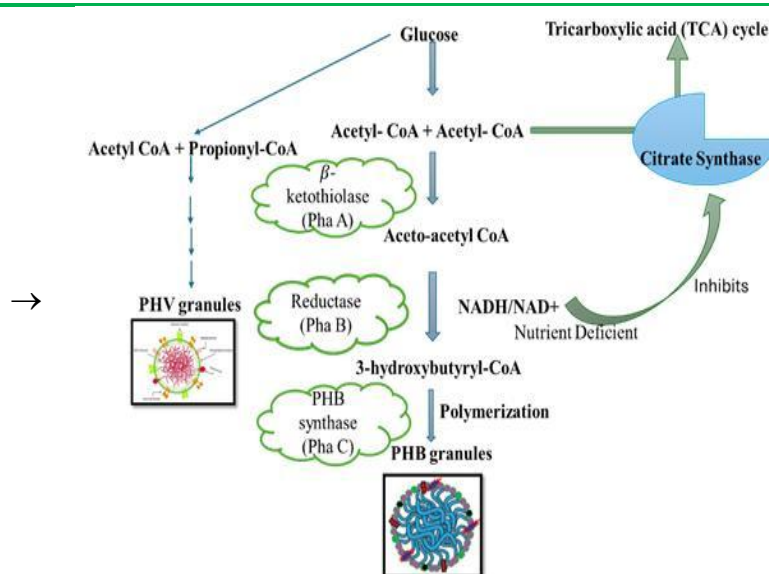 Glucose
Tricarboxylic acid (TCA) cycle
Acetyl CoA + Propionyl-CoA
Acetyl- CoA + Acetyl- CoA
Citrate Synthase
β-
ketothiolase
(Pha A)
Aceto-acetyl CoA
→
PHV granules
Reductase
(Pha B)
NADH/NAD+
Nutrient Deficient
Inhibits
3-hydroxybutyryl-CoA
PHB
synthase
(Pha C)
Polymerization
PHB granules